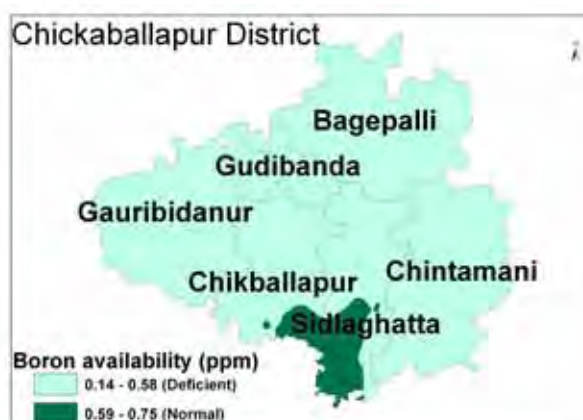 Chickaballapur District
Bagepalli
Gudibanda
Gauribidanur
Chikballapur
Chintamani
Sidlaghatta
Boron availability (ppm)
0.14 - 0.58 (Deficient)
0.59 - 0.75 (Normal)